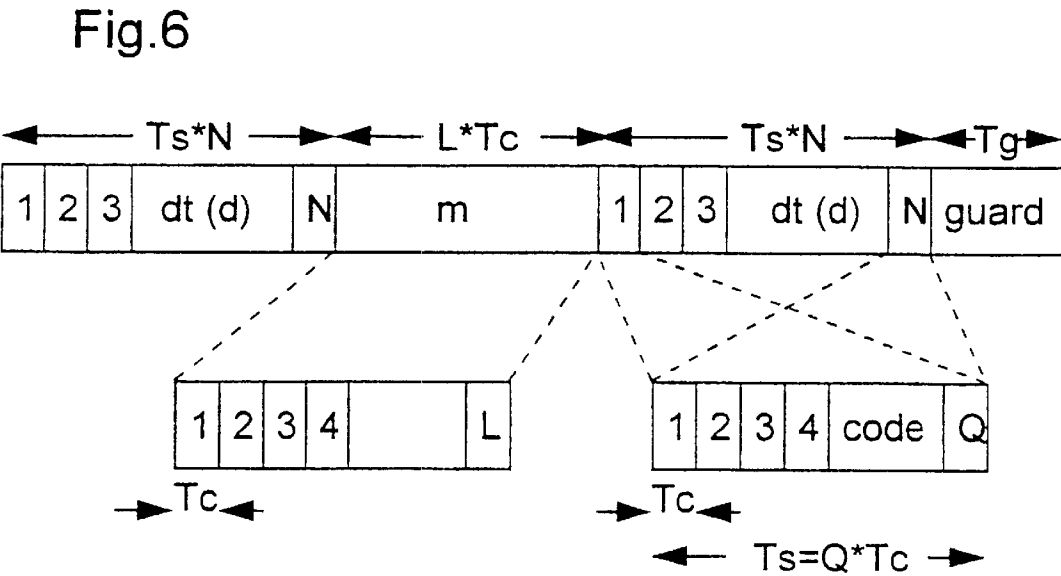 Fig.6
Ts*N L*Tc Ts*N Tg
1 2 3 dt (d) N m 1 2 3 dt (d) N guard
1 2 3 4 L 1 2 3 4 code Q
Tc Tc
Ts=Q*Tc